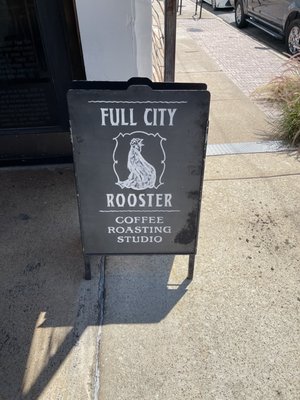 FULL CITY
ROOSTER
COFFEE
ROASTING
STUDIO